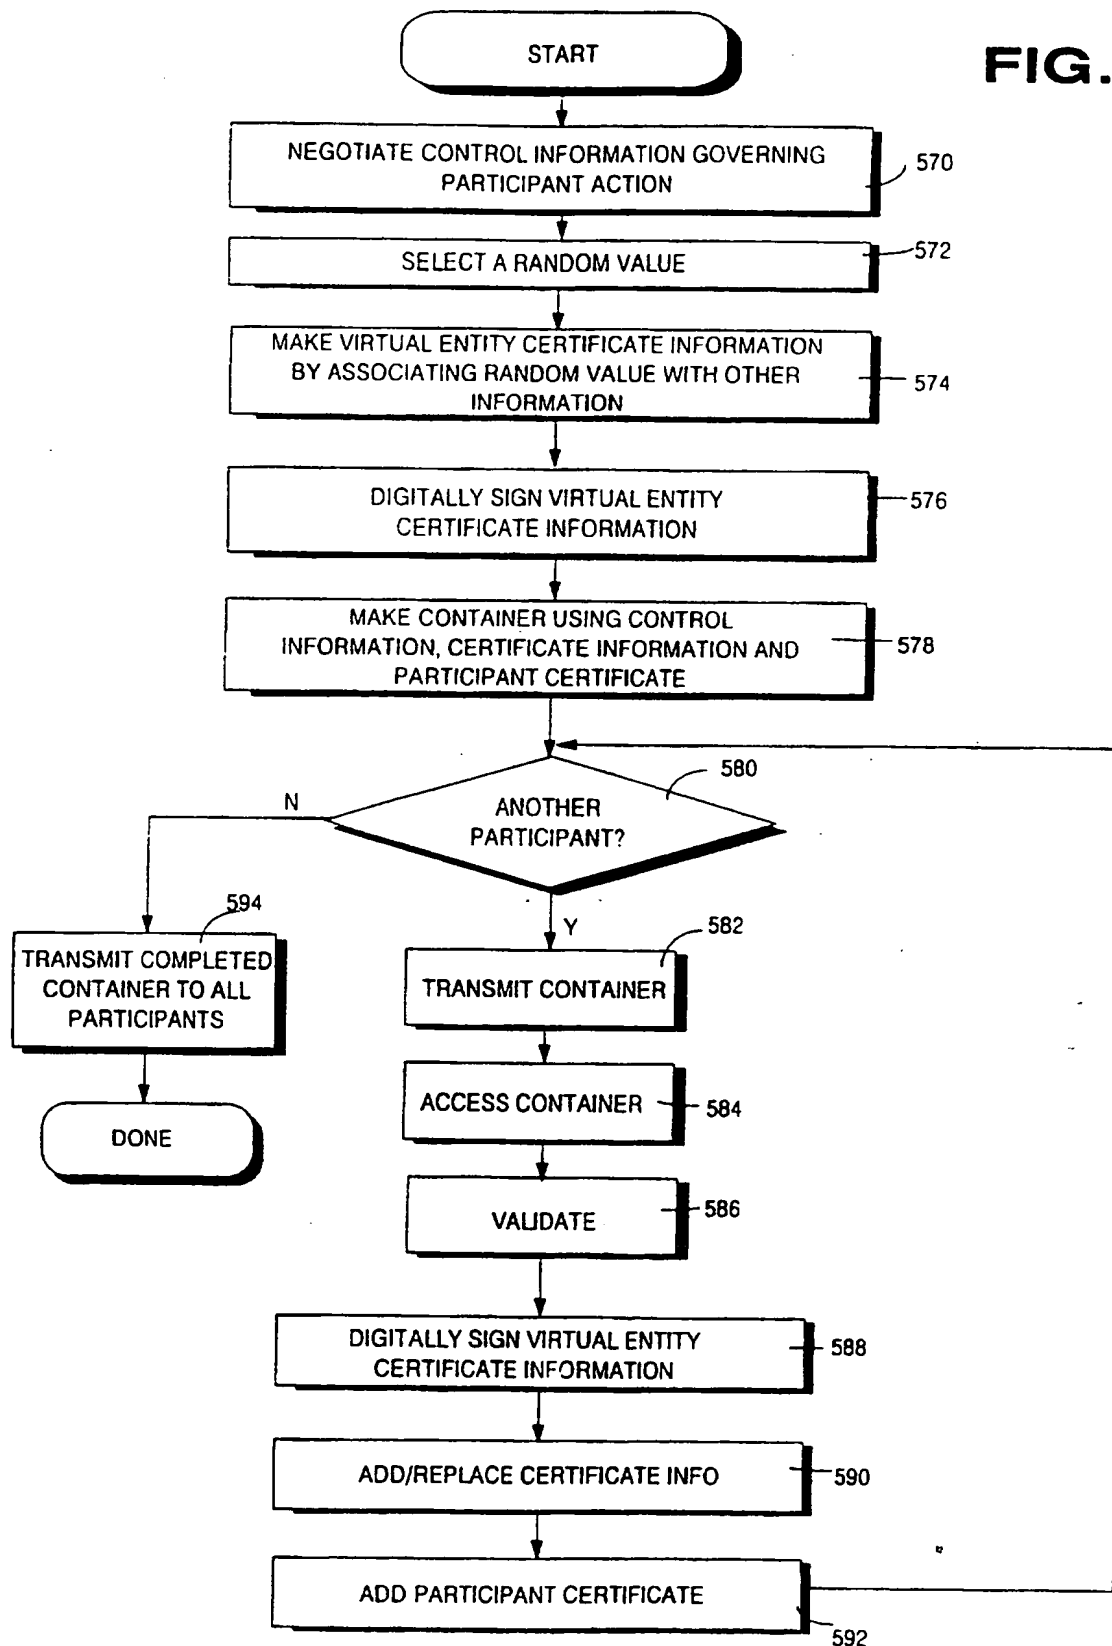 START
FIG.
NEGOTIATE CONTROL INFORMATION GOVERNING
PARTICIPANT ACTION
570
SELECT A RANDOM VALUE
572
MAKE VIRTUAL ENTITY CERTIFICATE INFORMATION
BY ASSOCIATING RANDOM VALUE WITH OTHER
INFORMATION
574
DIGITALLY SIGN VIRTUAL ENTITY
CERTIFICATE INFORMATION
576
MAKE CONTAINER USING CONTROL
INFORMATION, CERTIFICATE INFORMATION AND
PARTICIPANT CERTIFICATE
578
580
N
ANOTHER
PARTICIPANT?
Y
594
TRANSMIT COMPLETED
CONTAINER TO ALL
PARTICIPANTS
DONE
582
TRANSMIT CONTAINER
ACCESS CONTAINER
584
VALIDATE
586
DIGITALLY SIGN VIRTUAL ENTITY
CERTIFICATE INFORMATION
588
ADD/REPLACE CERTIFICATE INFO
590
ADD PARTICIPANT CERTIFICATE
592